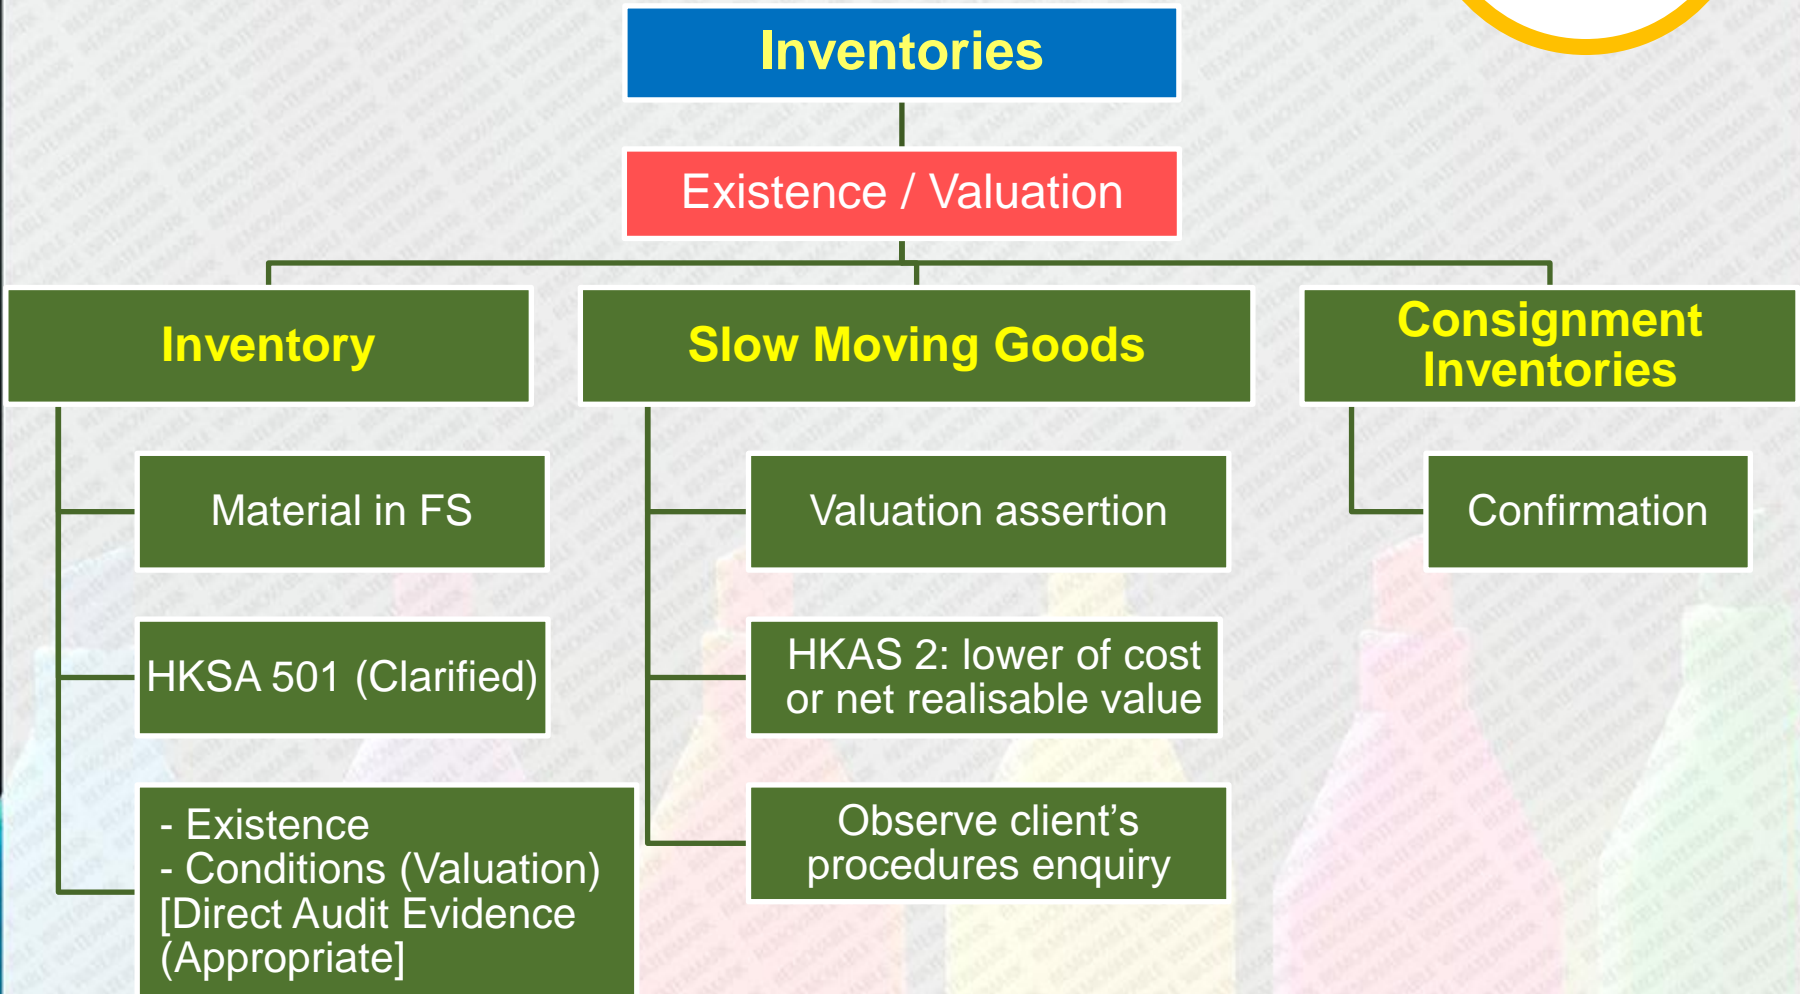 Inventories
Existence / Valuation
Inventory
Slow Moving Goods
Consignment
Inventories
Material in FS
Valuation assertion
Confirmation
HKSA 501 (Clarified)
HKAS 2: lower of cost
or net realisable value
- Existence
- Conditions (Valuation)
[Direct Audit Evidence
(Appropriate]
Observe client’s
procedures enquiry
REMOVABLE WATERMARK